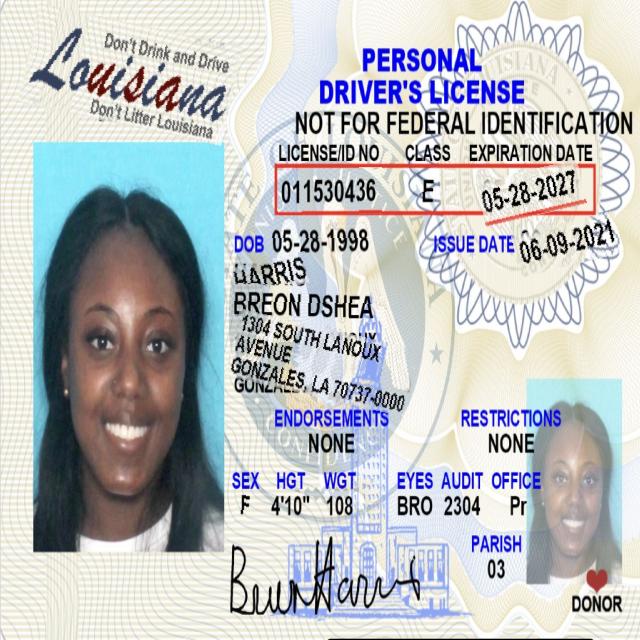 Don't Drink and Drive
Louisiana
Don't Litter Louisiana
PERSONAL
DRIVER'S LICENSE
NOT FOR FEDERAL IDENTIFICATION
LICENSE/ID NO CLASS EXPIRATION DATE
011530436 E 05-28-2027
DOB 05-28-1998 ISSUE DATE 06-09-2021
HARRIS
BREON DSHEA
1304 SOUTH LANOUX
AVENUE
GONZALES, LA 70737-0000
ENDORSEMENTS RESTRICTIONS
NONE NONE
SEX HGT WGT EYES AUDIT OFFICE
F 4'10" 108 BRO 2304 Pr
PARISH
03
DONOR